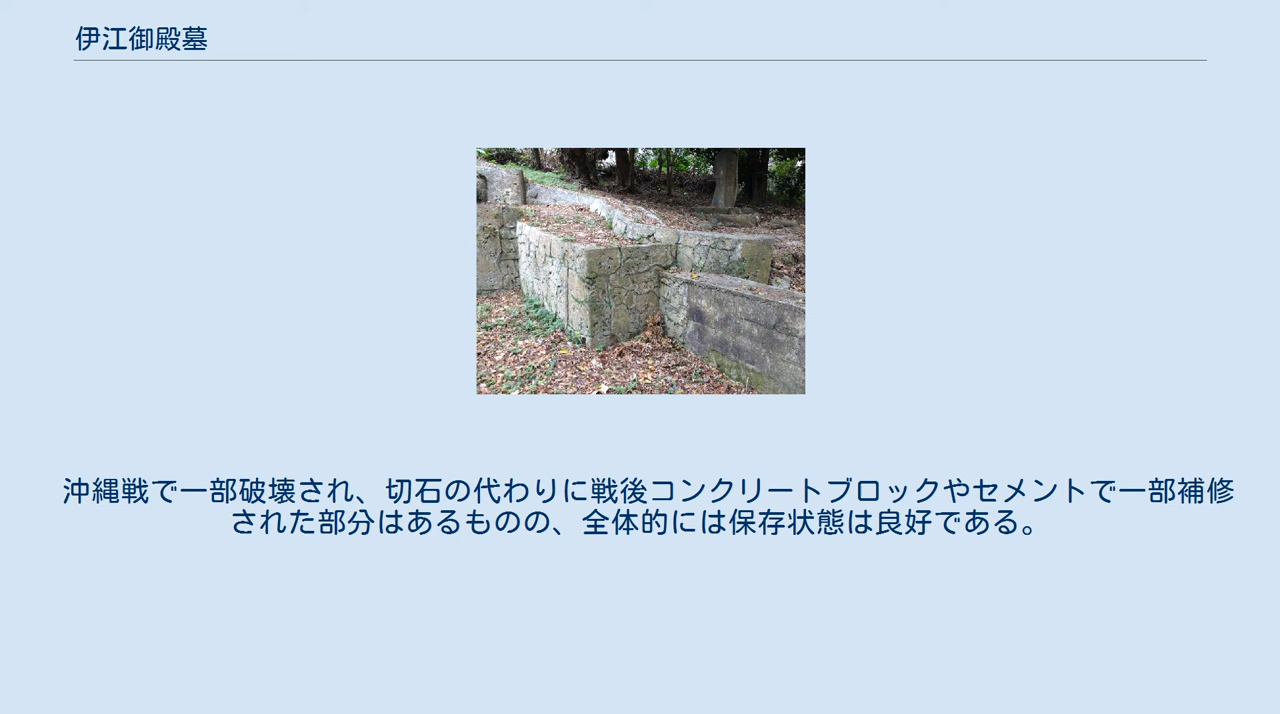 伊江御殿墓
沖縄戦で一部破壊され、切石の代わりに戦後コンクリートブロックやセメントで一部補修
された部分はあるものの、全体的には保存状態は良好である。